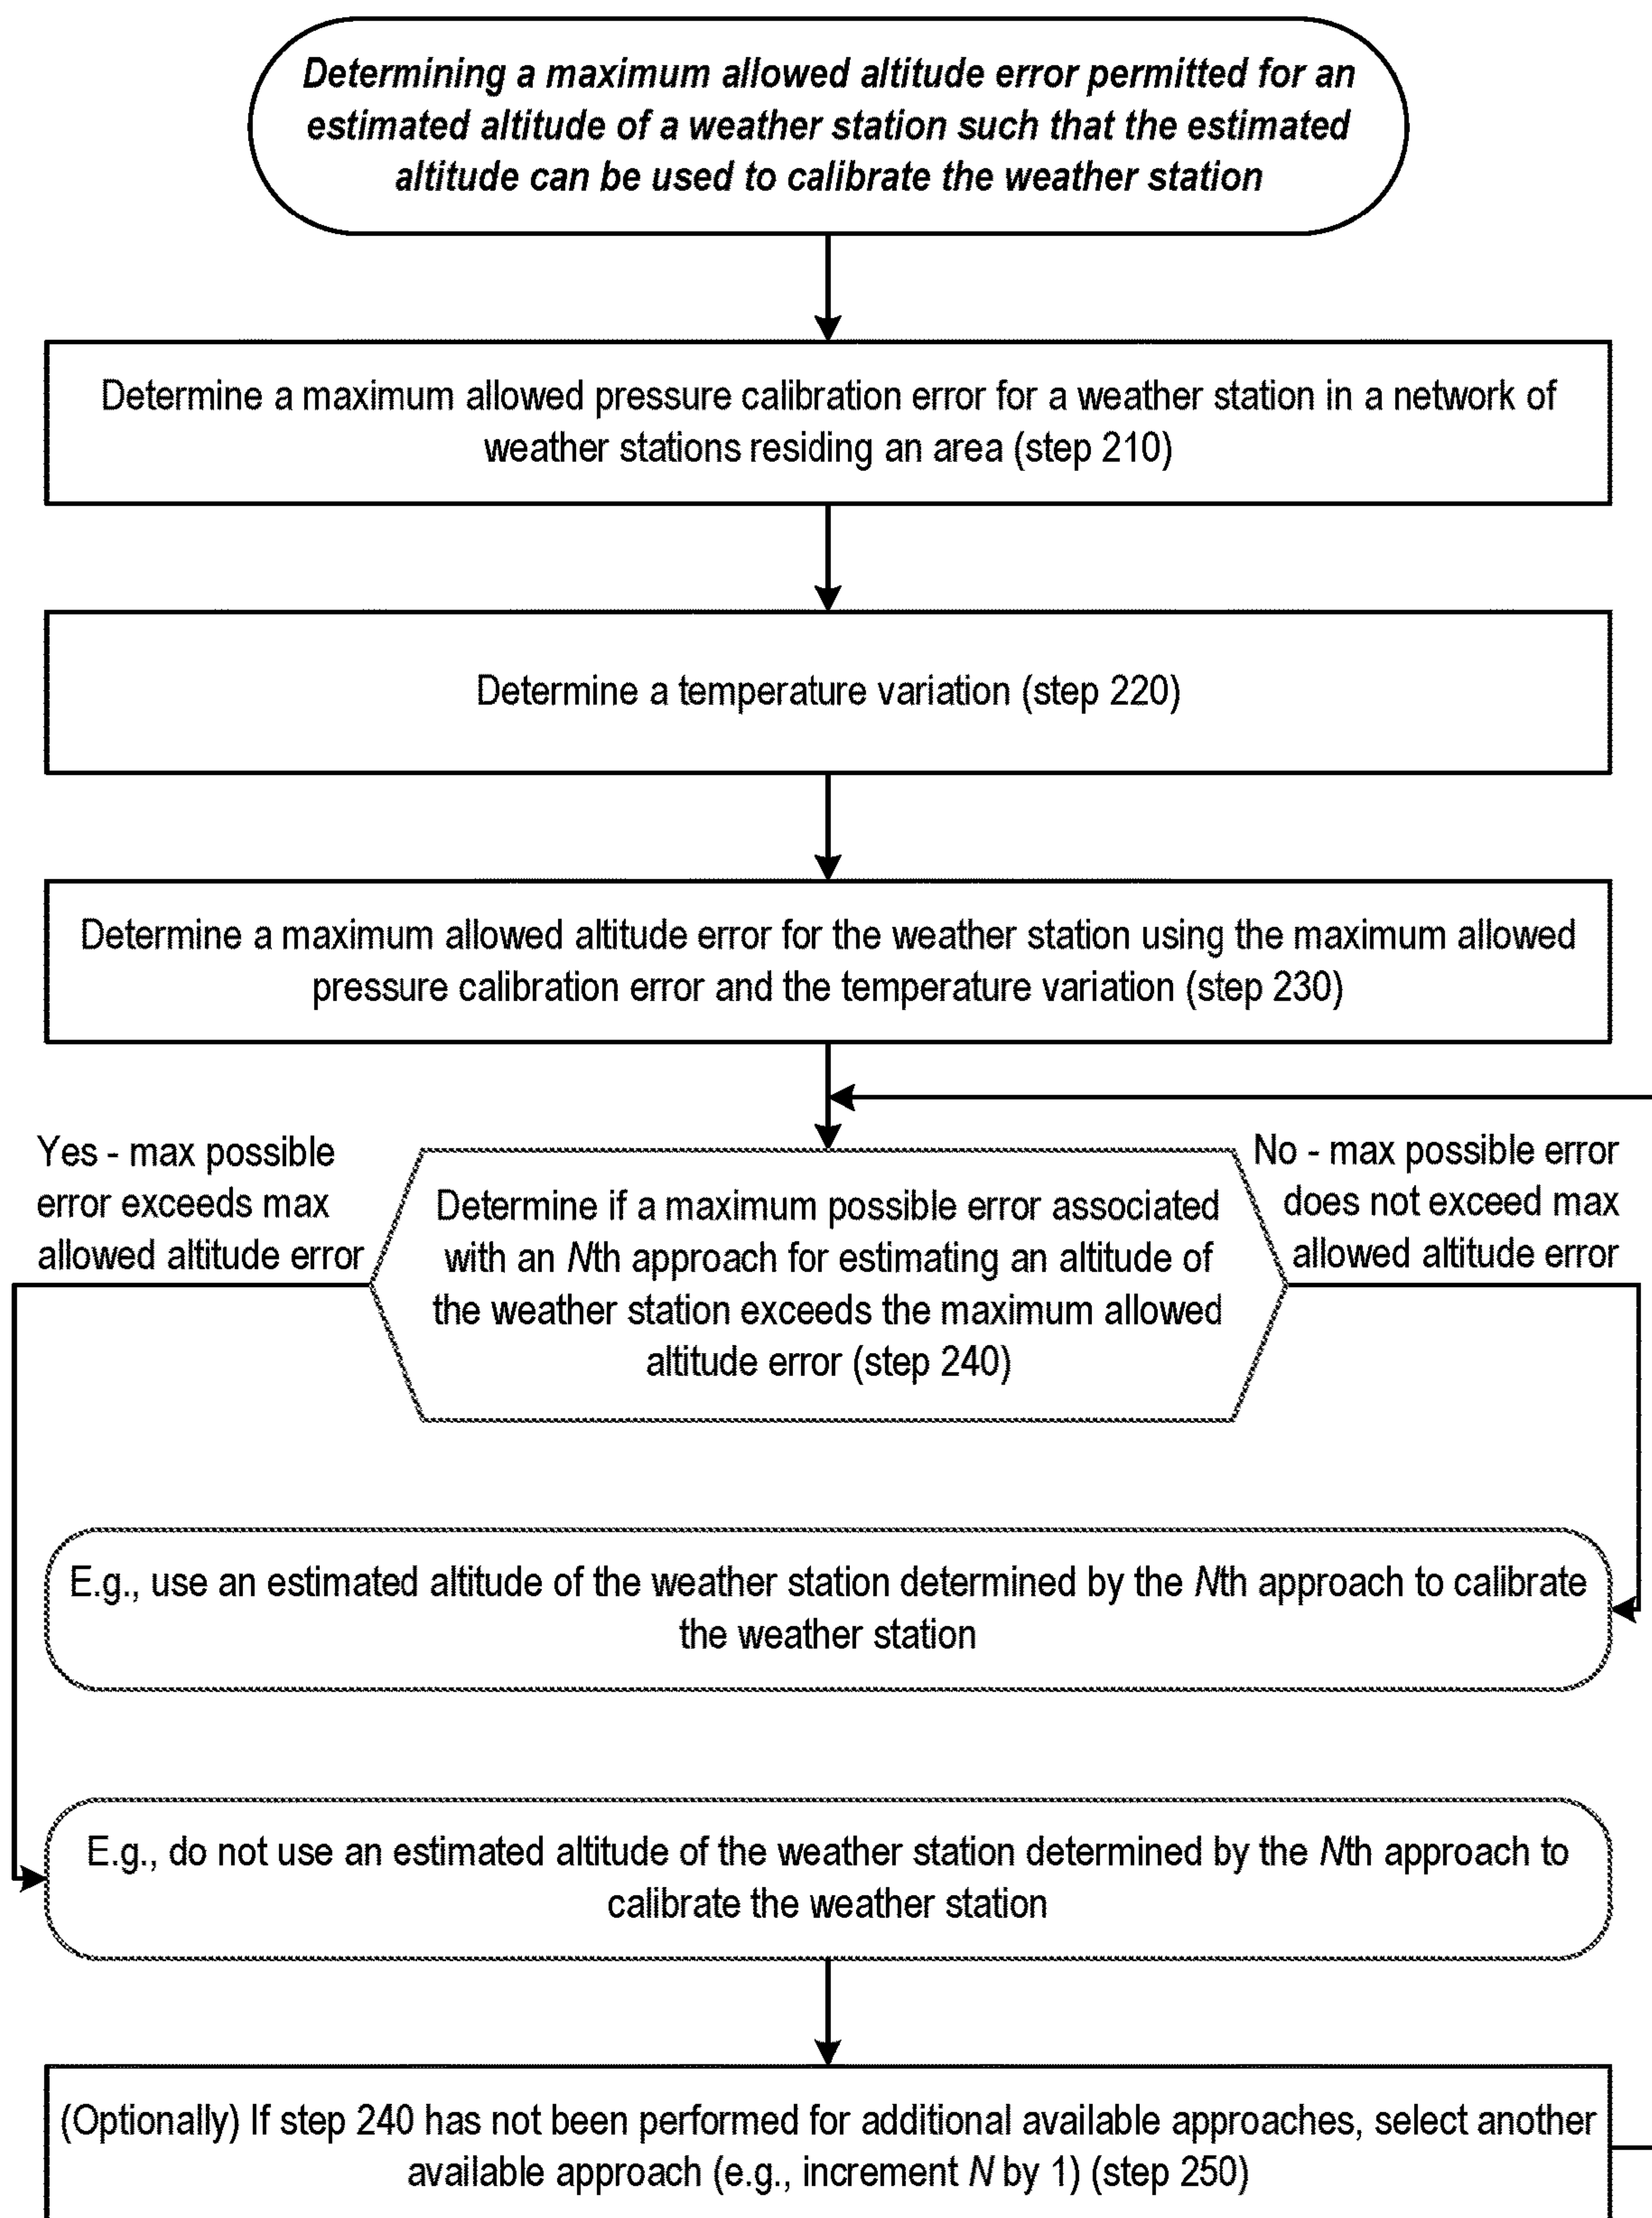 Determining a maximum allowed altitude error permitted for an
estimated altitude of a weather station such that the estimated
altitude can be used to calibrate the weather station
Determine a maximum allowed pressure calibration error for a weather station in a network of
weather stations residing an area (step 210)
Determine a temperature variation (step 220)
Determine a maximum allowed altitude error for the weather station using the maximum allowed
pressure calibration error and the temperature variation (step 230)
Yes - max possible
error exceeds max
allowed altitude error
Determine if a maximum possible error associated
with an Nth approach for estimating an altitude of
the weather station exceeds the maximum allowed
altitude error (step 240)
No - max possible error
does not exceed max
allowed altitude error
E.g., use an estimated altitude of the weather station determined by the Nth approach to calibrate
the weather station
E.g., do not use an estimated altitude of the weather station determined by the Nth approach to
calibrate the weather station
(Optionally) If step 240 has not been performed for additional available approaches, select another
available approach (e.g., increment N by 1) (step 250)